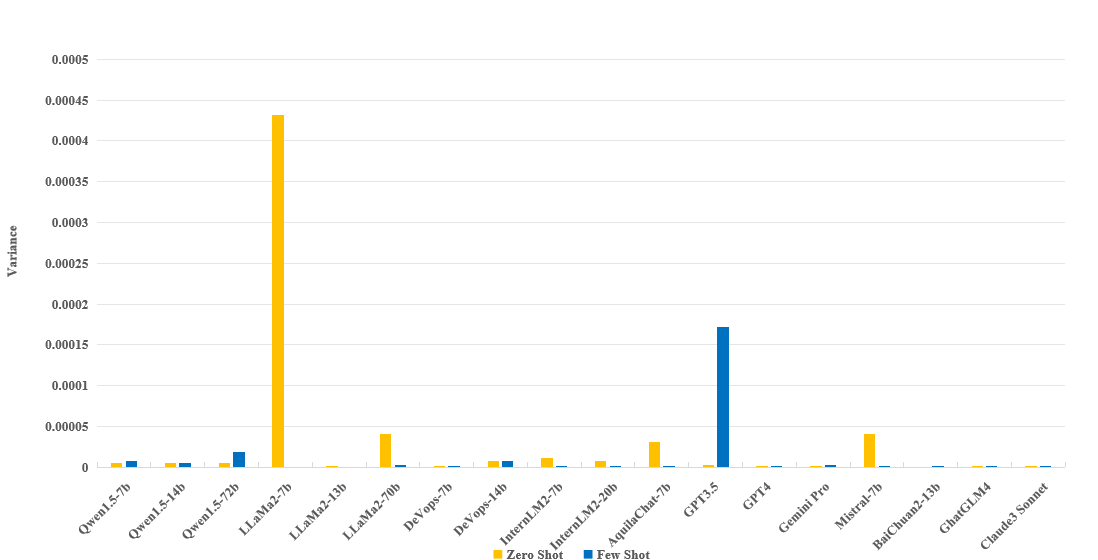 0.0005
0.00045
0.0004
0.00035
0.0003
0.00025
0.0002
0.00015
0.0001
0.00005
0
Variance
Qwen1.5-7b
Qwen1.5-14b
Qwen1.5-72b
LLaMa2-7b
LLaMa2-13b
LLaMa2-70b
DeVops-7b
DeVops-14b
InternLM2-7b
InternLM2-20b
AquilaChat-7b
GPT3.5
GPT4
Gemini Pro
Mistral-7b
BaiChuan2-13b
GhatGLM4
Claude3 Sonnet
Zero Shot
Few Shot